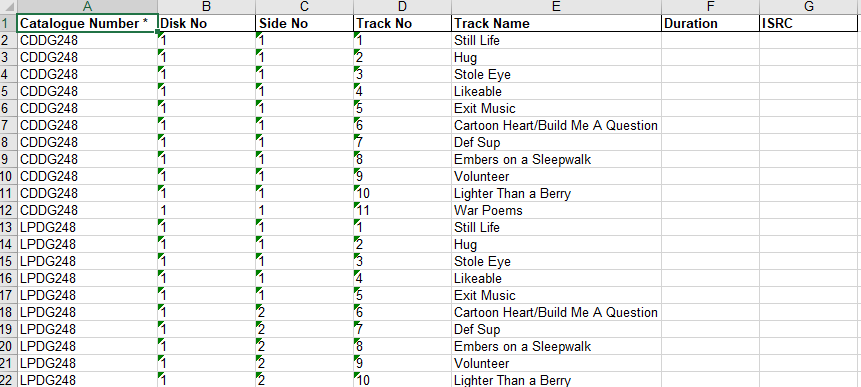 A B C D E F G
1 Catalogue Number * Disk No Side No Track No Track Name Duration ISRC
2 CDDG248 1 1 1 Still Life
3 CDDG248 1 1 2 Hug
4 CDDG248 1 1 3 Stole Eye
5 CDDG248 1 1 4 Likeable
6 CDDG248 1 1 5 Exit Music
7 CDDG248 1 1 6 Cartoon Heart/Build Me A Question
8 CDDG248 1 1 7 Def Sup
9 CDDG248 1 1 8 Embers on a Sleepwalk
10 CDDG248 1 1 9 Volunteer
11 CDDG248 1 1 10 Lighter Than a Berry
12 CDDG248 1 1 11 War Poems
13 LPDG248 1 1 1 Still Life
14 LPDG248 1 1 2 Hug
15 LPDG248 1 1 3 Stole Eye
16 LPDG248 1 1 4 Likeable
17 LPDG248 1 1 5 Exit Music
18 LPDG248 1 2 6 Cartoon Heart/Build Me A Question
19 LPDG248 1 2 7 Def Sup
20 LPDG248 1 2 8 Embers on a Sleepwalk
21 LPDG248 1 2 9 Volunteer
22 LPDG248 1 2 10 Lighter Than a Berry